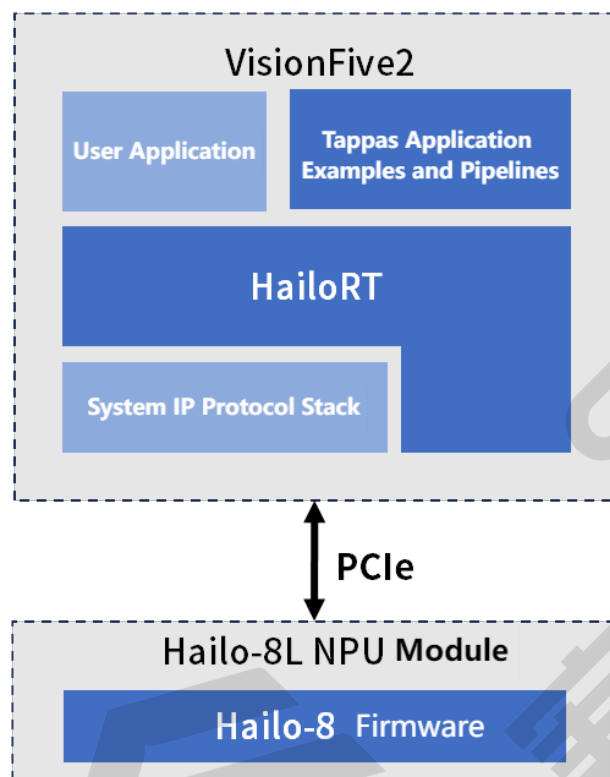 VisionFive2
User Application
Tappas Application
Examples and Pipelines
HailoRT
System IP Protocol Stack
PCIe
Hailo-8L NPU Module
Hailo-8 Firmware